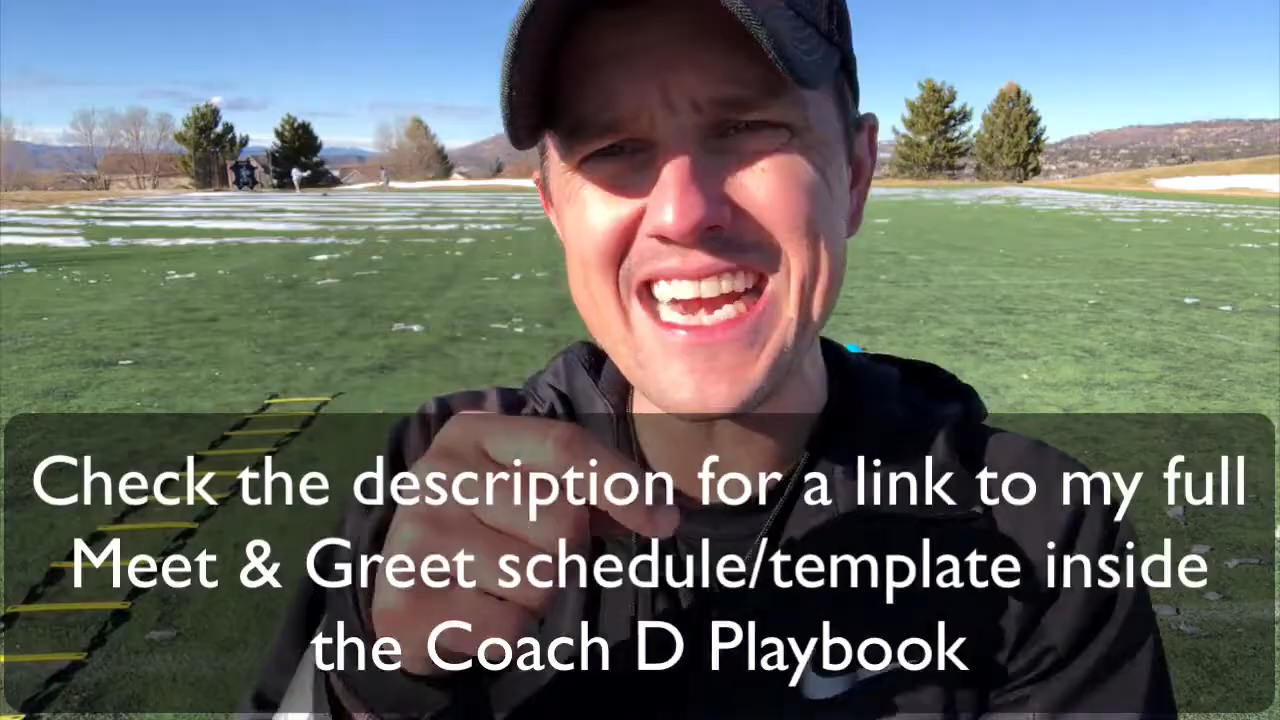 Check the description for a link to my full
Meet & Greet schedule/template inside
the Coach D Playbook